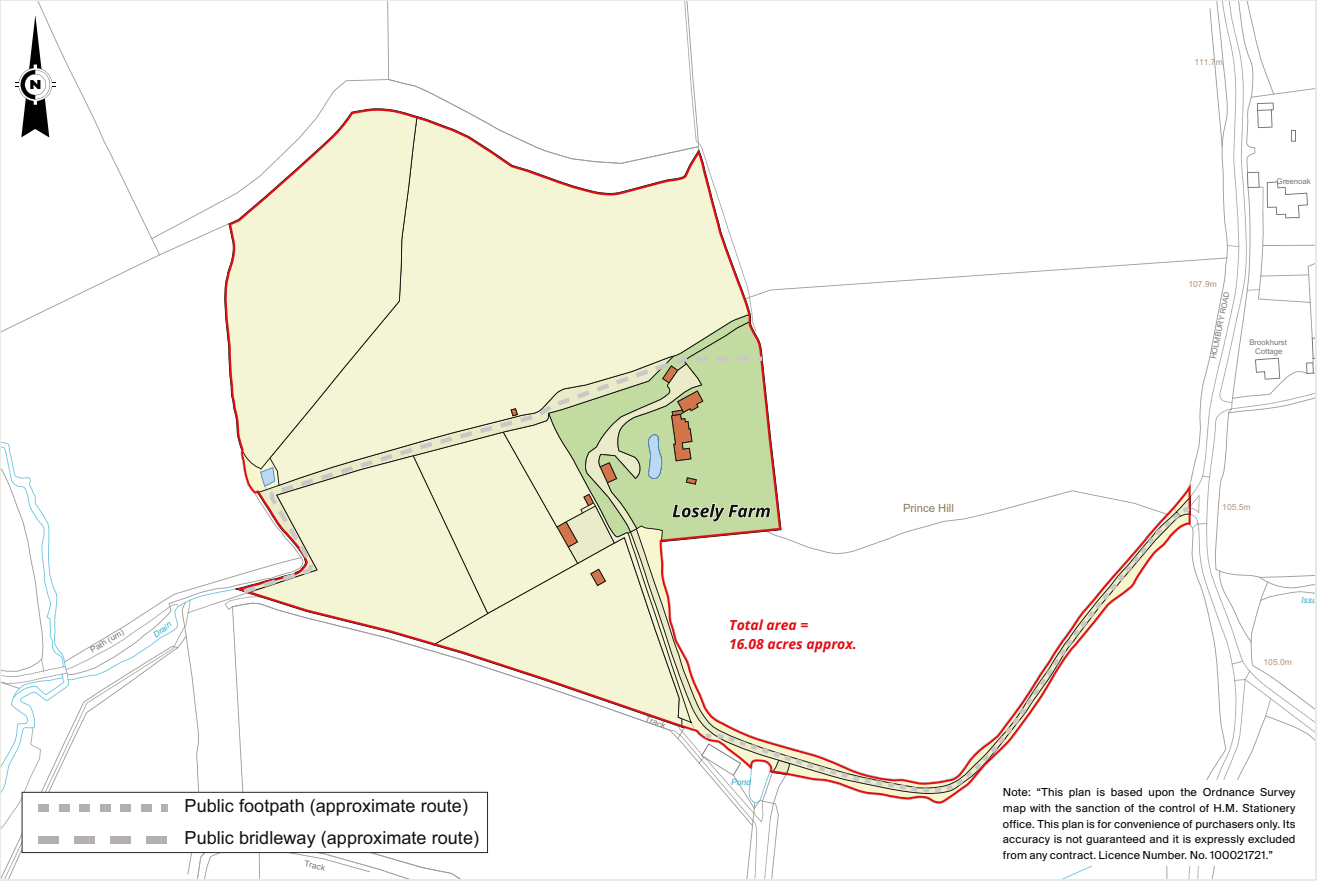 N
111.7m
Greenoak
107.9m
HOLMBURY ROAD
Brookhurst
Cottage
Losely Farm
Prince Hill
105.5m
Issu
Total area =
16.08 acres approx.
Path (um)
Drain
105.0m
Track
Pond
Public footpath (approximate route)
Public bridleway (approximate route)
Track
Note: “This plan is based upon the Ordnance Survey
map with the sanction of the control of H.M. Stationery
office. This plan is for convenience of purchasers only. Its
accuracy is not guaranteed and it is expressly excluded
from any contract. Licence Number. No. 100021721.”